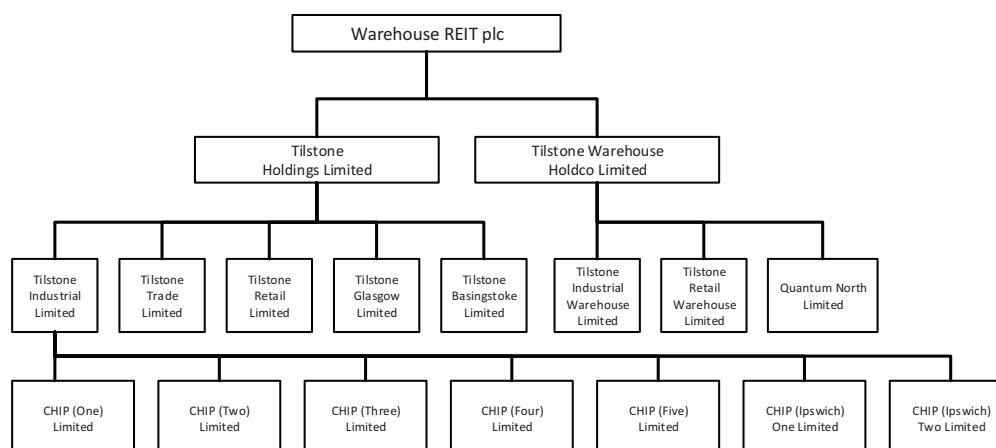 Warehouse REIT plc
Tilstone
Holdings Limited
Tilstone Warehouse
Holdco Limited
Tilstone
Industrial
Limited
Tilstone
Trade
Limited
Tilstone
Retail
Limited
Tilstone
Glasgow
Limited
Tilstone
Basingstoke
Limited
Tilstone
Industrial
Warehouse
Limited
Tilstone
Retail
Warehouse
Limited
Quantum North
Limited
CHIP (One)
Limited
CHIP (Two)
Limited
CHIP (Three)
Limited
CHIP (Four)
Limited
CHIP (Five)
Limited
CHIP (Ipswich)
One Limited
CHIP (Ipswich)
Two Limited